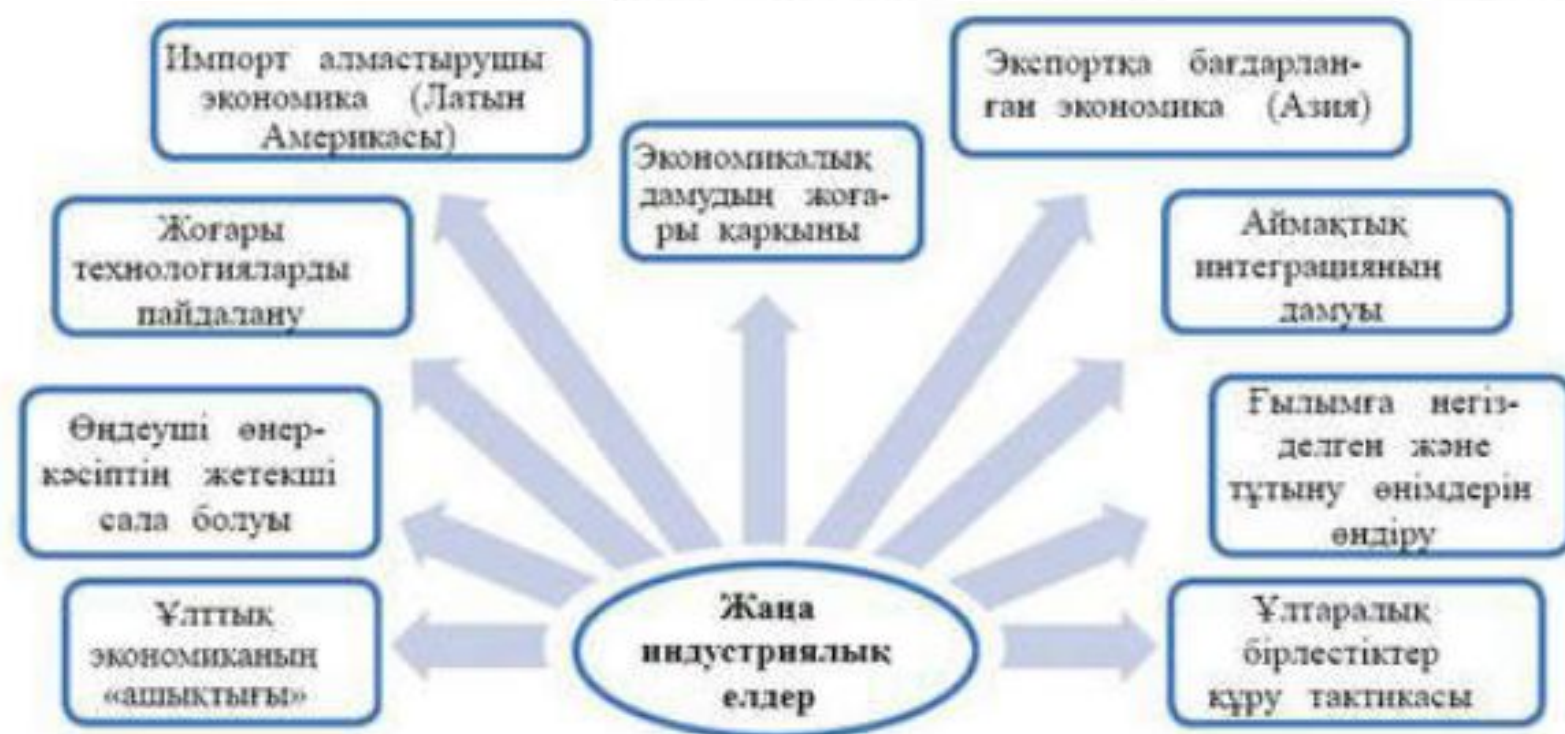 Импорт алмастырушы
экономика (Латын
Америкасы)
Экспортқа бағдарлан-
ған экономика (Азия)
Экономикалық
дамудың жоға-
ры қарқыны
Жоғары
технологияларды
пайдалану
Аймақтық
интеграцияның
дамуы
Өңдеуші өнер-
кәсіптің жетекші
сала болуы
Ғылымға негіз-
делген және
тұтыну өнімдерін
өндіру
Ұлттық
экономиканың
«ашықтығы»
Жаңа
индустриялық
елдер
Ұлтаралық
бірлестіктер
құру тактикасы